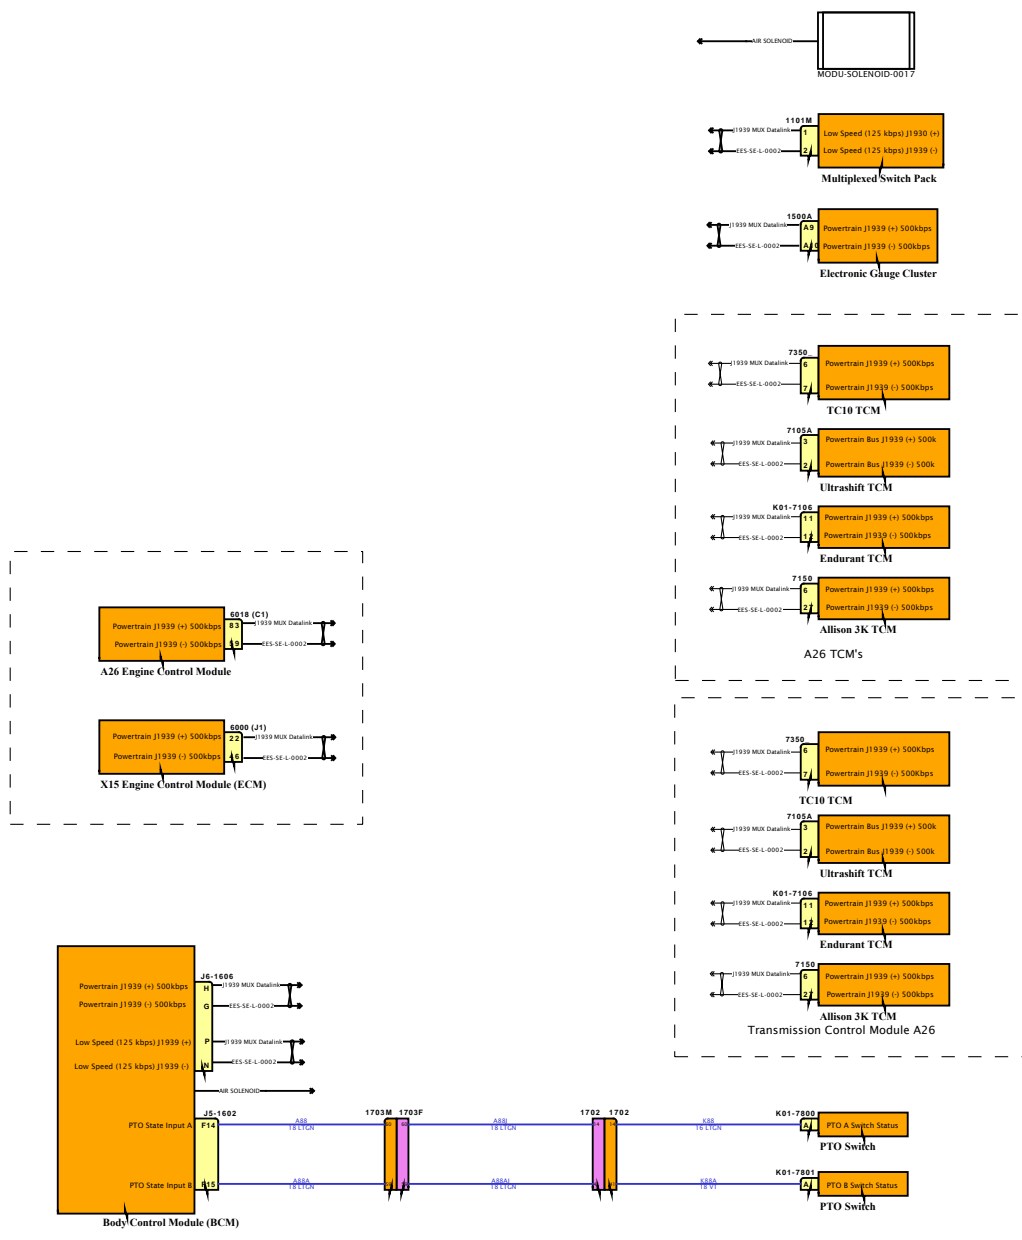 AIR SOLENOID
MODU-SOLENOID-0017
1101M
J1939 MUX Datalink
1
Low Speed (125 kbps) J1930 (+)
EES-SE-L-0002
2
Low Speed (125 kbps) J1939 (-)
Multiplexed Switch Pack
1500A
J1939 MUX Datalink
A9
Powertrain J1939 (+) 500kbps
EES-SE-L-0002
A10
Powertrain J1939 (-) 500kbps
Electronic Gauge Cluster
7350_
J1939 MUX Datalink
6
Powertrain J1939 (+) 500Kbps
EES-SE-L-0002
7
Powertrain J1939 (-) 500Kbps
TC10 TCM
7105A
J1939 MUX Datalink
3
Powertrain Bus J1939 (+) 500k
EES-SE-L-0002
2
Powertrain Bus J1939 (-) 500k
Ultrashift TCM
K01-7106
J1939 MUX Datalink
11
Powertrain J1939 (+) 500kbps
EES-SE-L-0002
12
Powertrain J1939 (-) 500kbps
Endurant TCM
7150
J1939 MUX Datalink
6
Powertrain J1939 (+) 500kbps
EES-SE-L-0002
Powertrain J1939 (-) 500kbps
Allison 3K TCM
A26 TCM's
6018 (C1)
Powertrain J1939 (+) 500kbps
83
J1939 MUX Datalink
Powertrain J1939 (-) 500kbps
EES-SE-L-0002
A26 Engine Control Module
6000 (J1)
Powertrain J1939 (+) 500kbps
22
J1939 MUX Datalink
Powertrain J1939 (-) 500kbps
EES-SE-L-0002
X15 Engine Control Module (ECM)
7350_
J1939 MUX Datalink
6
Powertrain J1939 (+) 500Kbps
EES-SE-L-0002
7
Powertrain J1939 (-) 500Kbps
TC10 TCM
7105A
J1939 MUX Datalink
3
Powertrain Bus J1939 (+) 500k
EES-SE-L-0002
2
Powertrain Bus J1939 (-) 500k
Ultrashift TCM
K01-7106
J1939 MUX Datalink
11
Powertrain J1939 (+) 500kbps
EES-SE-L-0002
12
Powertrain J1939 (-) 500kbps
Endurant TCM
7150
J1939 MUX Datalink
6
Powertrain J1939 (+) 500kbps
EES-SE-L-0002
Powertrain J1939 (-) 500kbps
Allison 3K TCM
Transmission Control Module A26
J6-1606
Powertrain J1939 (+) 500kbps
H
J1939 MUX Datalink
Powertrain J1939 (-) 500kbps
G
EES-SE-L-0002
Low Speed (125 kbps) J1939 (+)
P
J1939 MUX Datalink
Low Speed (125 kbps) J1939 (-)
N
EES-SE-L-0002
AIR SOLENOID
J5-1602
1703M 1703F
1702 1702
K01-7800
PTO State Input A
F14
A88
18 LTGN
A88J
18 LTGN
14
14
K88
16 LTGN
A
PTO A Switch Status
PTO Switch
K01-7801
PTO State Input B
F15
A88A
18 LTGN
A88AJ
18 LTGN
K88A
18 VT
A
PTO B Switch Status
PTO Switch
Body Control Module (BCM)